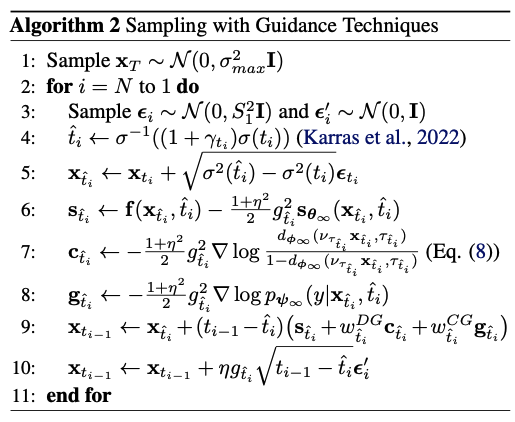 Algorithm 2 Sampling with Guidance Techniques
1: Sample $\mathbf{x}_T \sim \mathcal{N}(0, \sigma_{max}^2 \mathbf{I})$
2: for $i = N$ to 1 do
3: Sample $\boldsymbol{\epsilon}_i \sim \mathcal{N}(0, S_1^2 \mathbf{I})$ and $\boldsymbol{\epsilon}'_i \sim \mathcal{N}(0, \mathbf{I})$
4: $\hat{t}_i \leftarrow \sigma^{-1}((1 + \gamma_{t_i})\sigma(t_i))$ (Karras et al., 2022)
5: $\mathbf{x}_{\hat{t}_i} \leftarrow \mathbf{x}_{t_i} + \sqrt{\sigma^2(\hat{t}_i) - \sigma^2(t_i)} \boldsymbol{\epsilon}_{t_i}$
6: $\mathbf{s}_{\hat{t}_i} \leftarrow \mathbf{f}(\mathbf{x}_{\hat{t}_i}, \hat{t}_i) - \frac{1+\eta^2}{2} g_{\hat{t}_i}^2 \mathbf{s}_{\boldsymbol{\theta}_\infty}(\mathbf{x}_{\hat{t}_i}, \hat{t}_i)$
7: $\mathbf{c}_{\hat{t}_i} \leftarrow -\frac{1+\eta^2}{2} g_{\hat{t}_i}^2 \nabla \log \frac{d_{\boldsymbol{\phi}_\infty}(\nu_{\tau_{\hat{t}_i}} \mathbf{x}_{\hat{t}_i}, \tau_{\hat{t}_i})}{1-d_{\boldsymbol{\phi}_\infty}(\nu_{\tau_{\hat{t}_i}} \mathbf{x}_{\hat{t}_i}, \tau_{\hat{t}_i})}$ (Eq. (8))
8: $\mathbf{g}_{\hat{t}_i} \leftarrow -\frac{1+\eta^2}{2} g_{\hat{t}_i}^2 \nabla \log p_{\boldsymbol{\psi}_\infty}(y|\mathbf{x}_{\hat{t}_i}, \hat{t}_i)$
9: $\mathbf{x}_{t_{i-1}} \leftarrow \mathbf{x}_{\hat{t}_i} + (t_{i-1} - \hat{t}_i)(\mathbf{s}_{\hat{t}_i} + w_{\hat{t}_i}^{DG} \mathbf{c}_{\hat{t}_i} + w_{\hat{t}_i}^{CG} \mathbf{g}_{\hat{t}_i})$
10: $\mathbf{x}_{t_{i-1}} \leftarrow \mathbf{x}_{t_{i-1}} + \eta g_{\hat{t}_i} \sqrt{t_{i-1} - \hat{t}_i} \boldsymbol{\epsilon}'_i$
11: end for